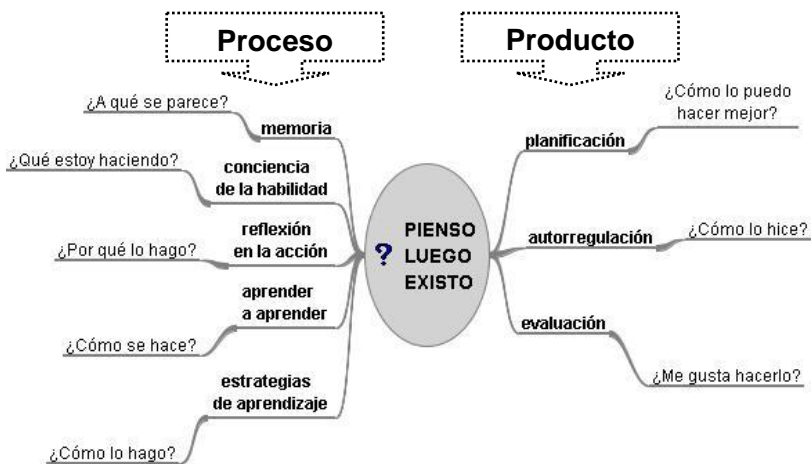 Proceso
Producto
¿A qué se parece?
memoria
¿Qué estoy haciendo?
conciencia
de la habilidad
¿Por qué lo hago?
reflexión
en la acción
¿Cómo se hace?
aprender
a aprender
¿Cómo lo hago?
estrategias
de aprendizaje
? PIENSO
LUEGO
EXISTO
planificación
¿Cómo lo puedo
hacer mejor?
autorregulación
¿Cómo lo hice?
evaluación
¿Me gusta hacerlo?